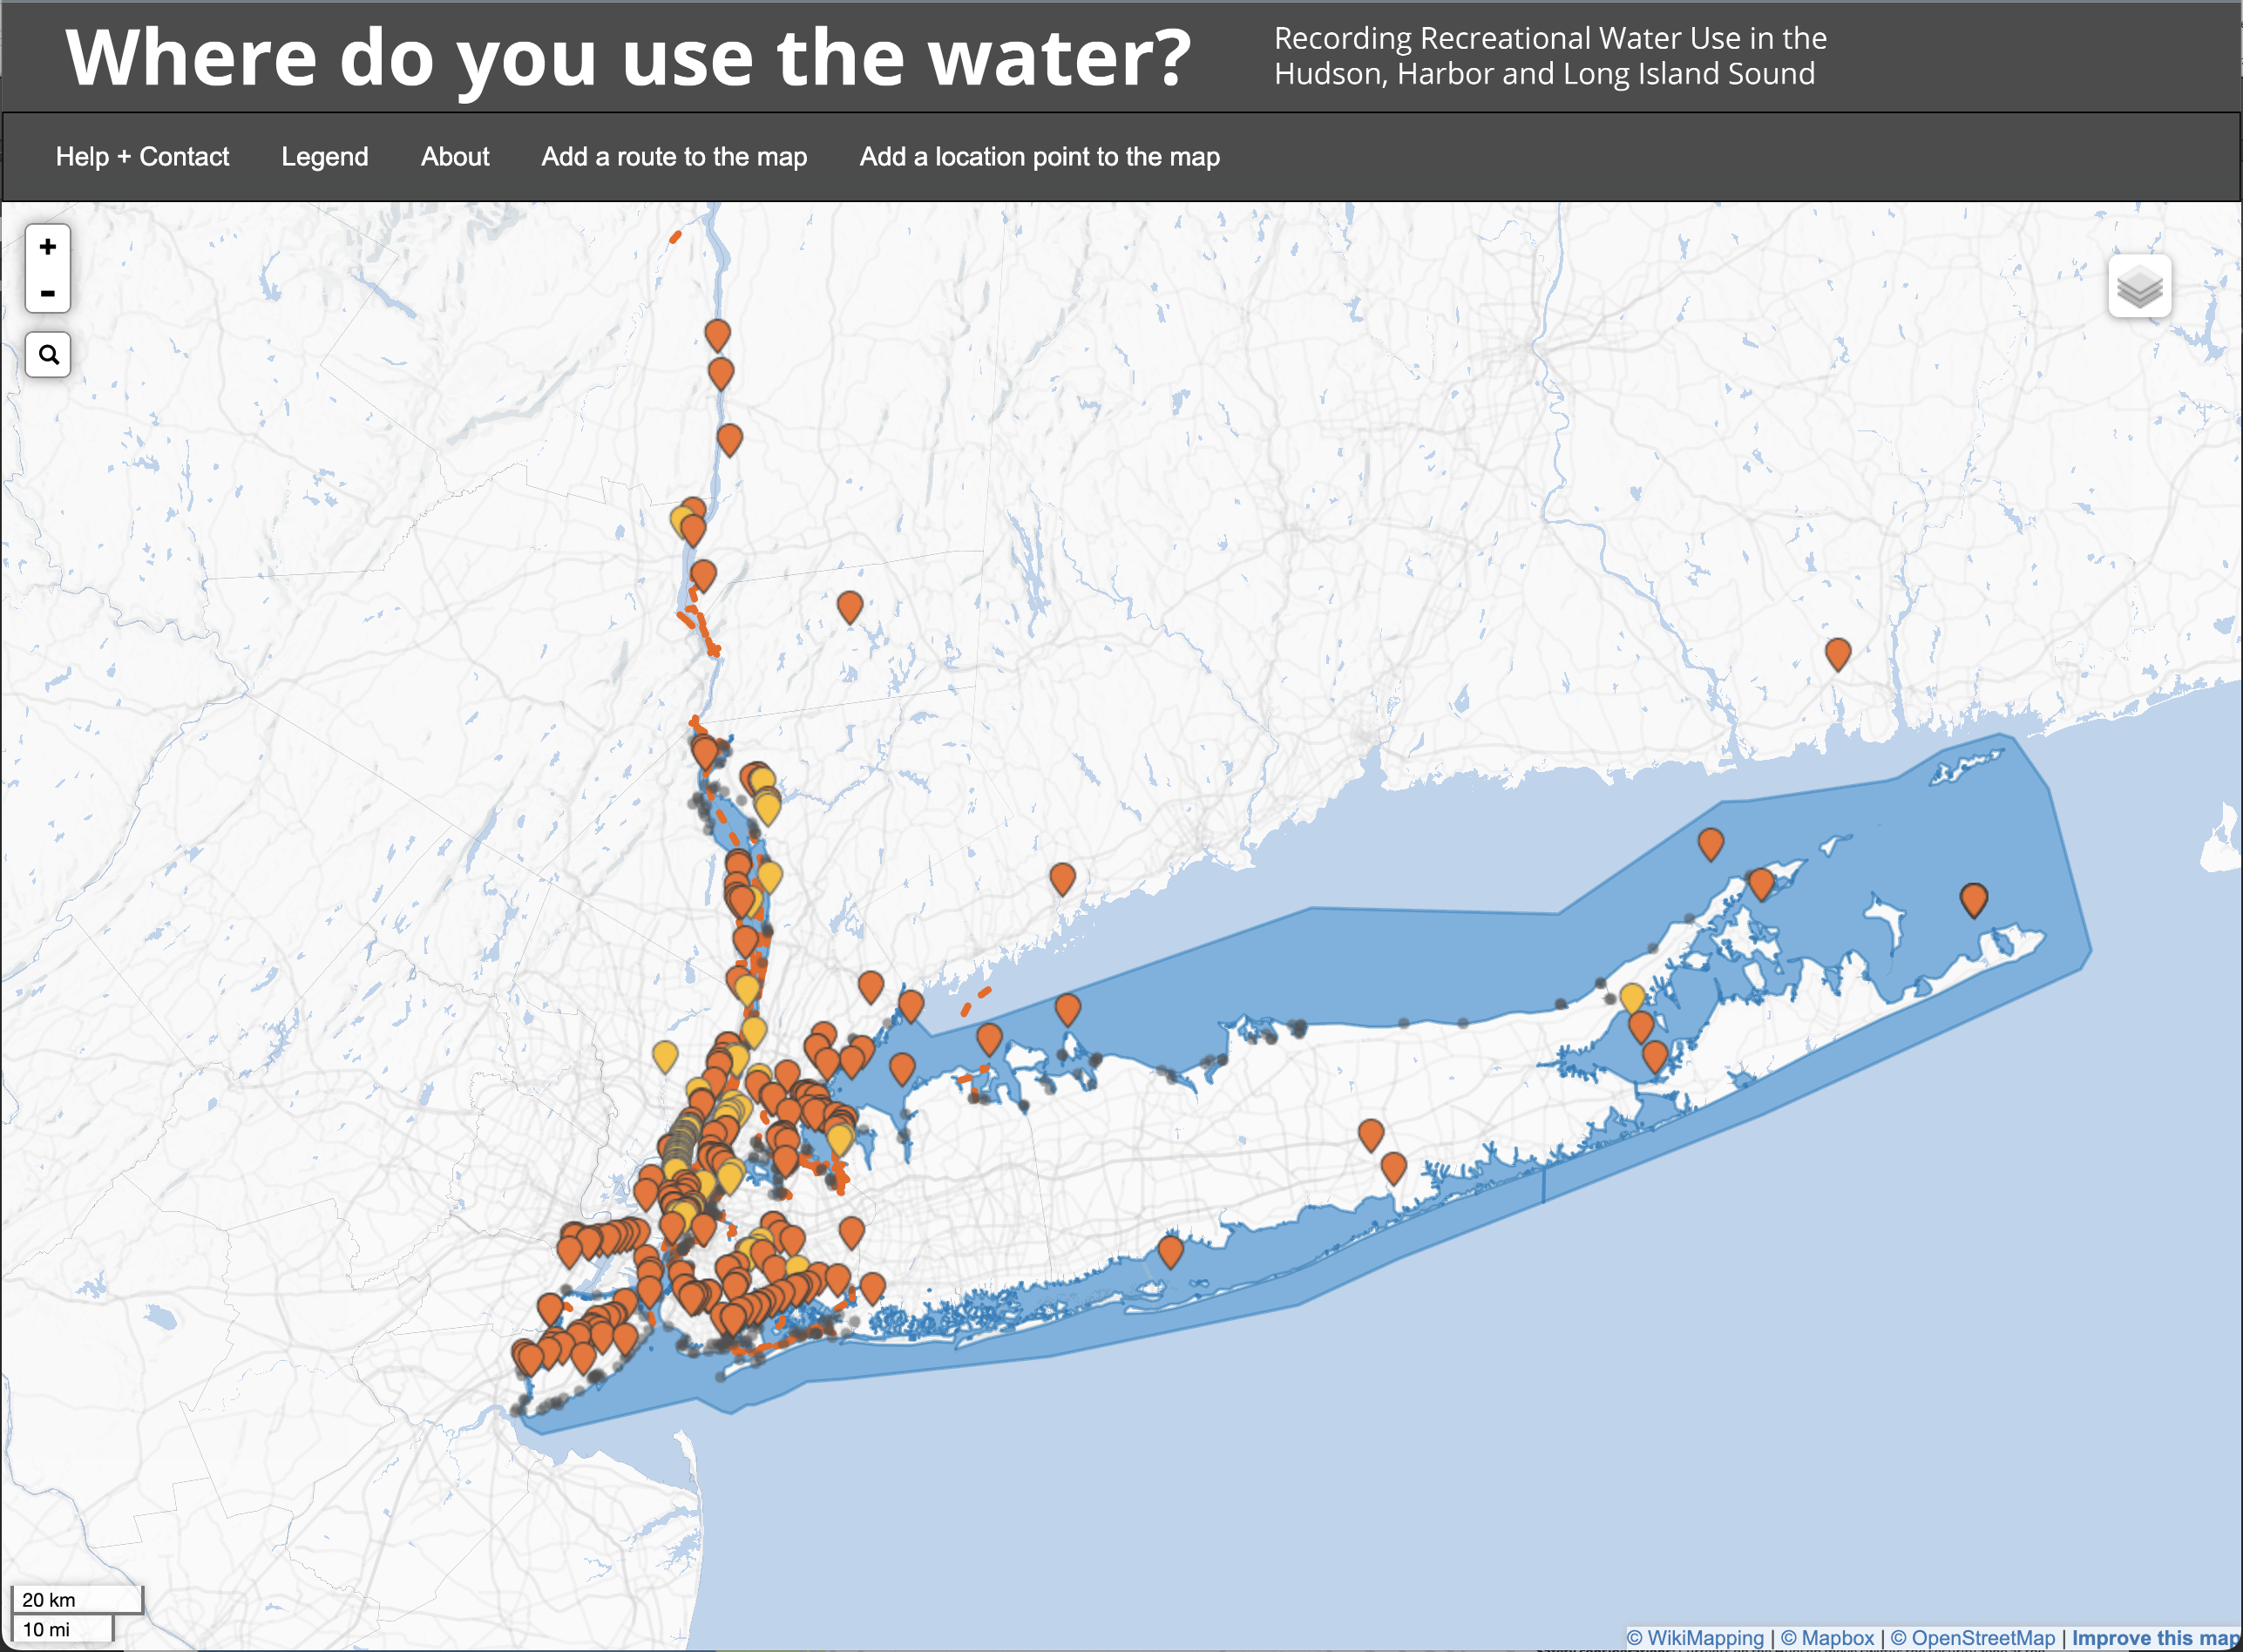 Where do you use the water?
Recording Recreational Water Use in the
Hudson, Harbor and Long Island Sound
Help + Contact Legend About Add a route to the map Add a location point to the map
+
-
20 km
10 mi
© WikiMapping | © Mapbox | © OpenStreetMap | Improve this map